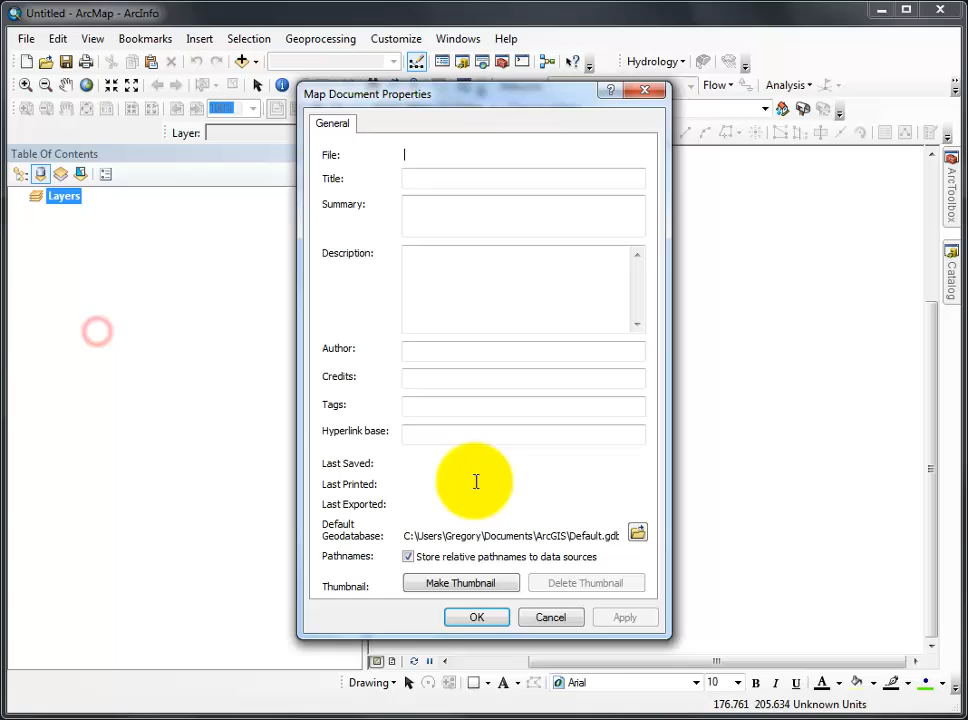 Untitled - ArcMap - ArcInfo
File Edit View Bookmarks Insert Selection Geoprocessing Customize Windows Help
Hydrology
Flow Analysis
Layer:
Table Of Contents
Layers
Map Document Properties
General
File:
Title:
Summary:
Description:
Author:
Credits:
Tags:
Hyperlink base:
Last Saved:
Last Printed:
Last Exported:
Default
Geodatabase: C:\Users\Gregory\Documents\ArcGIS\Default.gdb
Pathnames: Store relative pathnames to data sources
Thumbnail: Make Thumbnail Delete Thumbnail
OK Cancel Apply
ArcToolbox
Catalog
Drawing A Arial 10 B I U A
176.761 205.634 Unknown Units